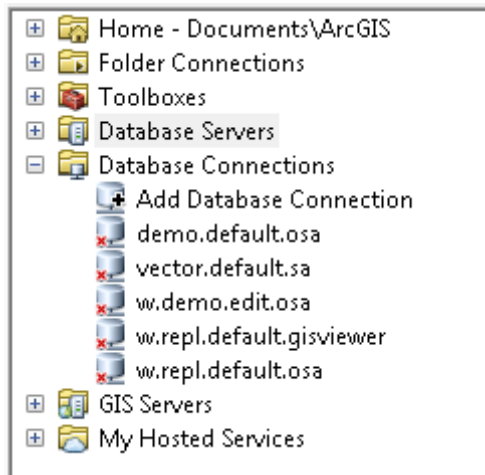 Home - Documents\ArcGIS
Folder Connections
Toolboxes
Database Servers
Database Connections
Add Database Connection
demo.default.osa
vector.default.sa
w.demo.edit.osa
w.repl.default.gisviewer
w.repl.default.osa
GIS Servers
My Hosted Services